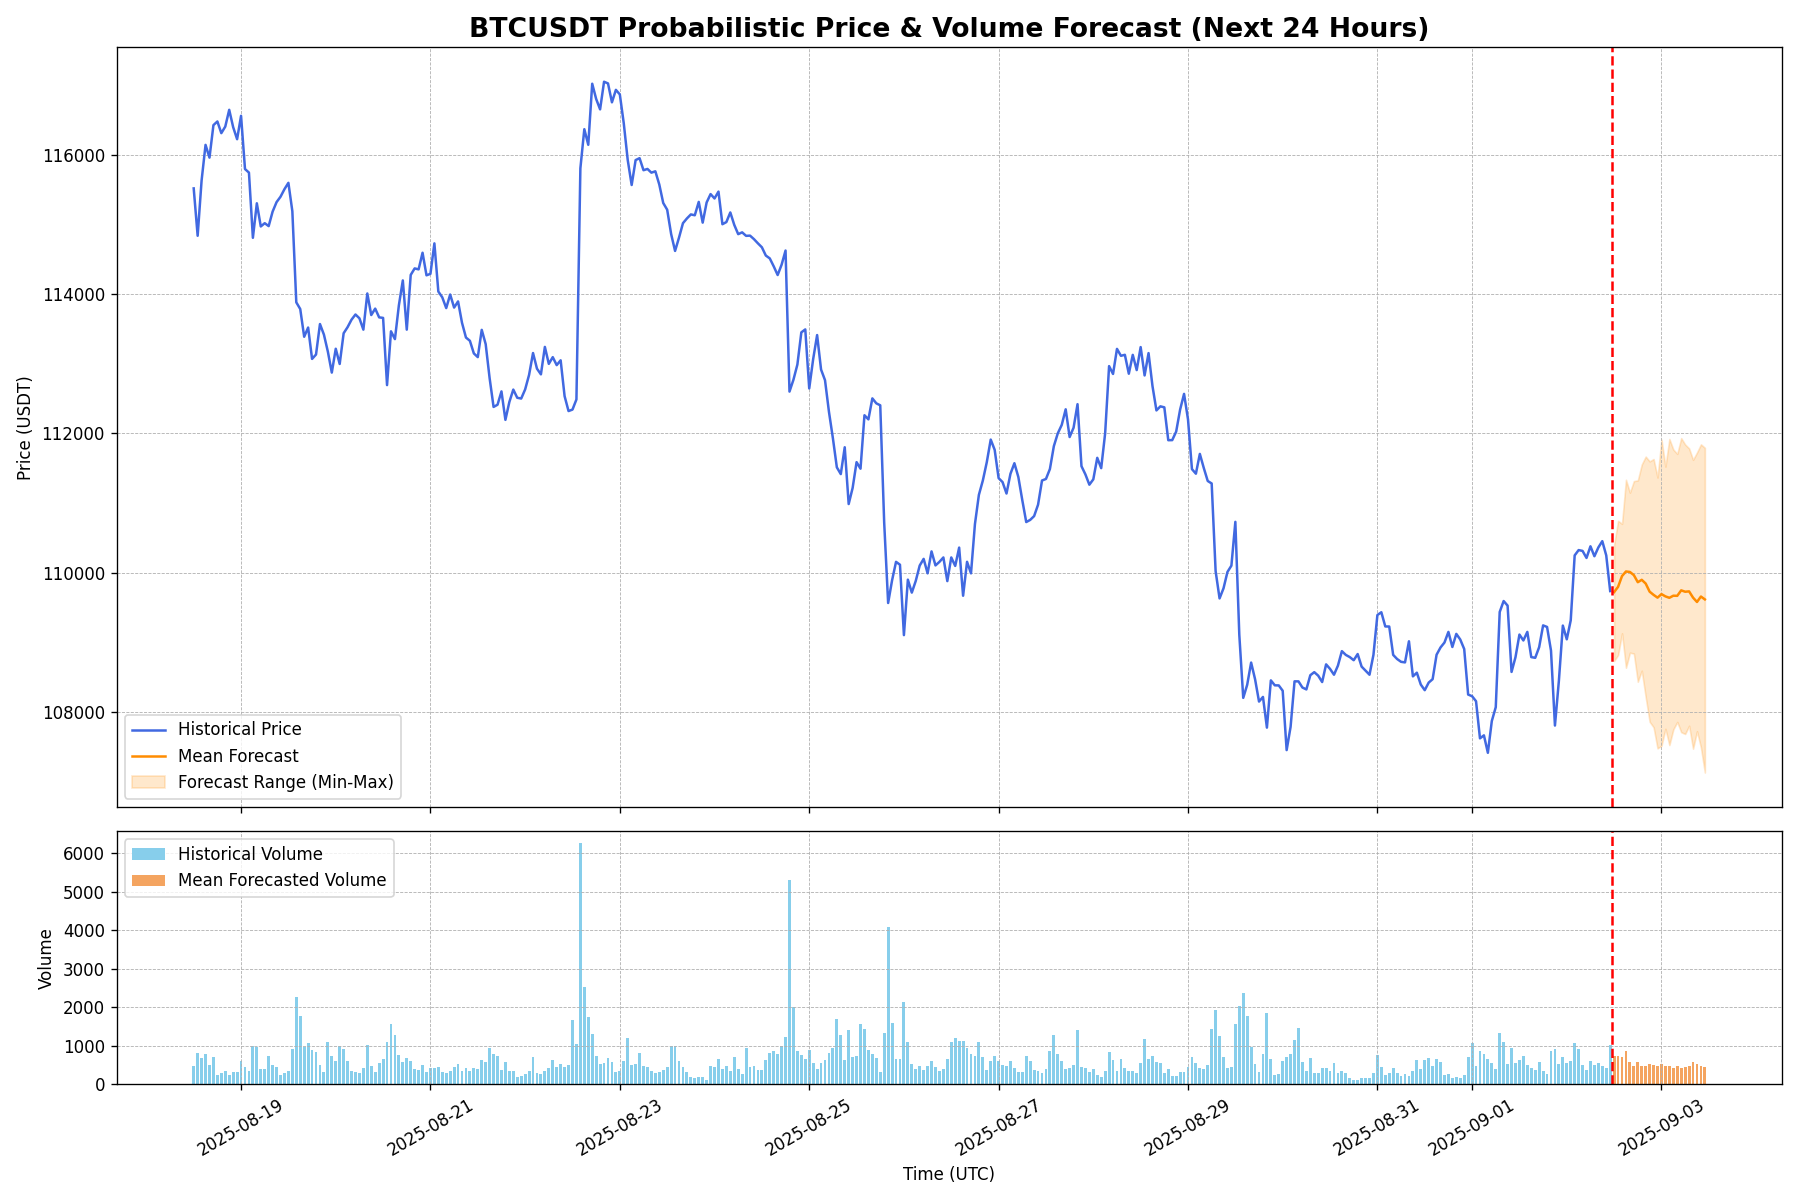 BTCUSDT Probabilistic Price & Volume Forecast (Next 24 Hours)
Price (USDT)
116000
114000
112000
110000
108000
Historical Price
Mean Forecast
Forecast Range (Min-Max)
Volume
6000
5000
4000
3000
2000
1000
0
Historical Volume
Mean Forecasted Volume
2025-08-19
2025-08-21
2025-08-23
2025-08-25
2025-08-27
2025-08-29
2025-08-31
2025-09-01
2025-09-03
Time (UTC)